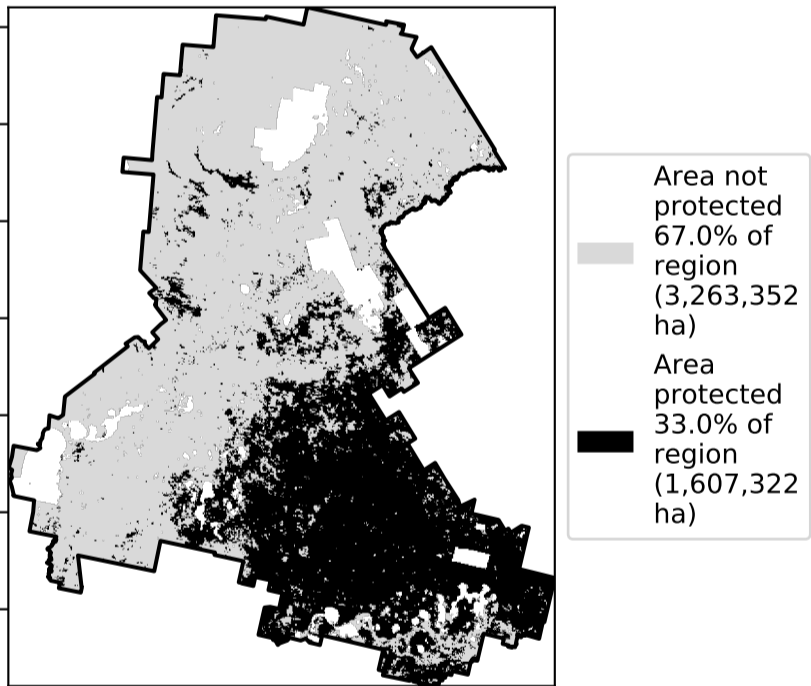 Area not
protected
67.0% of
region
(3,263,352
ha)
Area
protected
33.0% of
region
(1,607,322
ha)